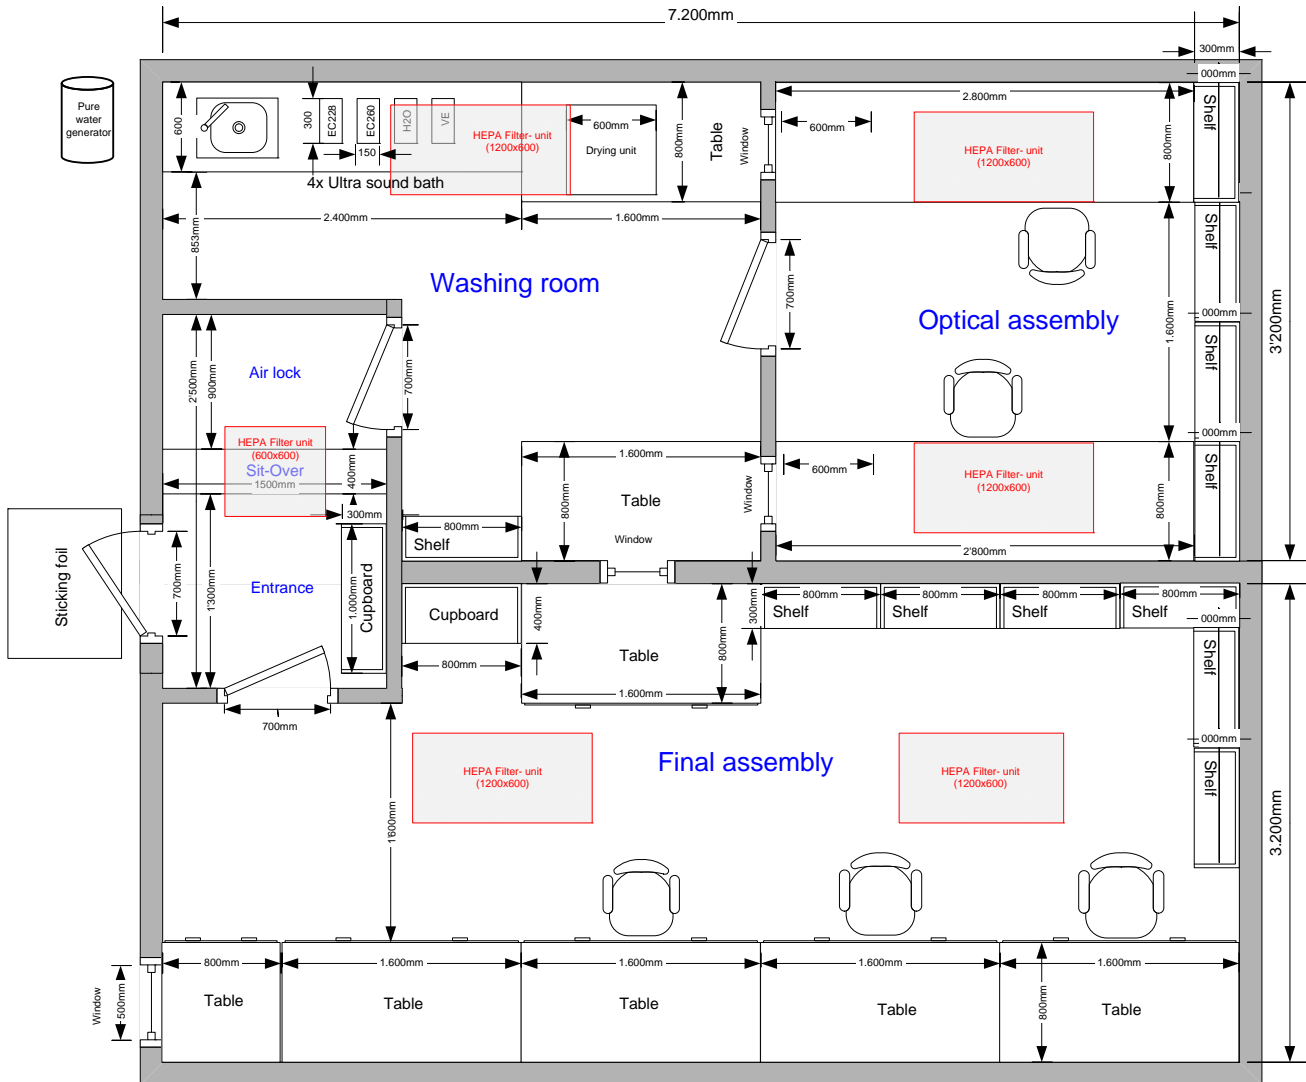 7.200mm
300mm
000mm
Pure
water
generator
600
300
EC228
EC260
H2O
VE
150
4x Ultra sound bath
HEPA Filter- unit
(1200x600)
600mm
Drying unit
800mm
Table
Window
2.800mm
600mm
HEPA Filter- unit
(1200x600)
800mm
Shelf
853mm
2.400mm
1.600mm
Washing room
700mm
Optical assembly
1.600mm
Shelf
000mm
Shelf
3'200mm
Air lock
2'500mm
900mm
700mm
HEPA Filter unit
(600x600)
Sit-Over
1500mm
400mm
300mm
1.600mm
800mm
Table
Window
Window
600mm
HEPA Filter- unit
(1200x600)
800mm
000mm
Shelf
2'800mm
800mm
Shelf
Sticking foil
700mm
1'300mm
Entrance
1.000mm
Cupboard
Cupboard
400mm
800mm
Table
1.600mm
800mm
300mm
800mm
Shelf
800mm
Shelf
800mm
Shelf
800mm
Shelf
000mm
Shelf
700mm
000mm
Shelf
1'600mm
HEPA Filter- unit
(1200x600)
Final assembly
HEPA Filter- unit
(1200x600)
3.200mm
Window
500mm
800mm
Table
1.600mm
Table
1.600mm
Table
1.600mm
Table
1.600mm
800mm
Table